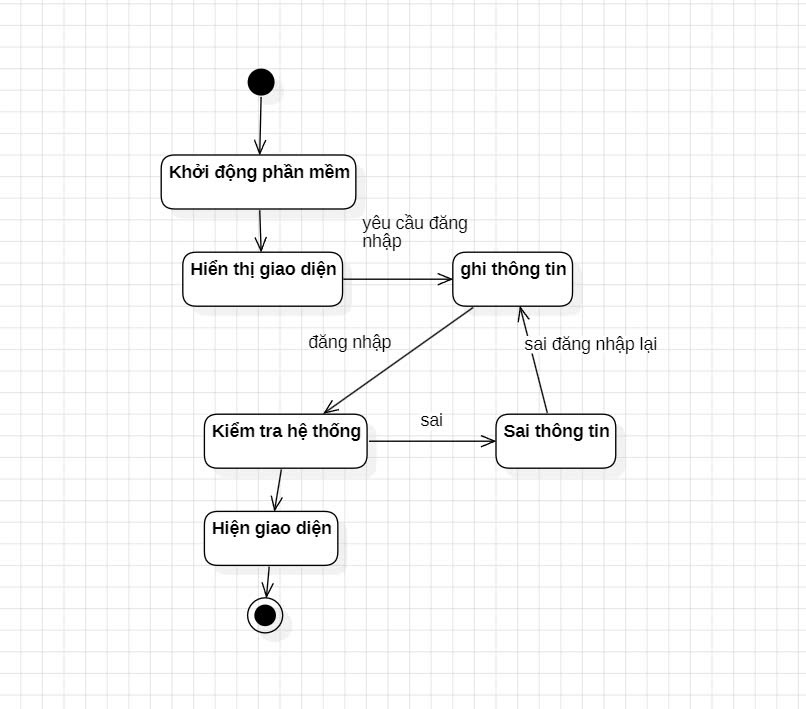 Khởi động phần mềm
yêu cầu đăng
nhập
Hiển thị giao diện
ghi thông tin
đăng nhập
sai đăng nhập lại
sai
Kiểm tra hệ thống
Sai thông tin
Hiện giao diện